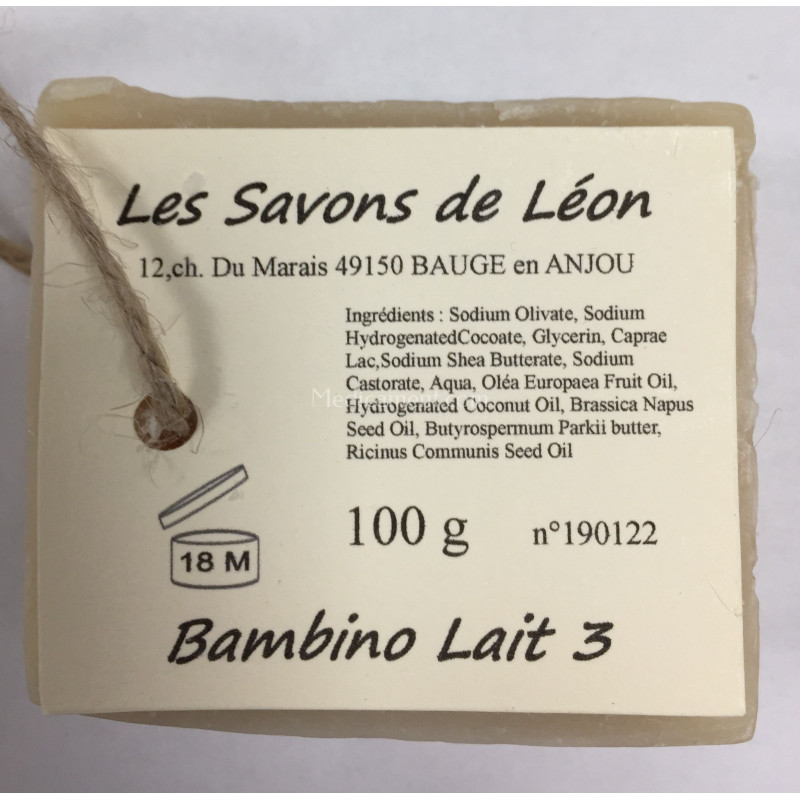 Les Savons de Léon
12,ch. Du Marais 49150 BAUGE en ANJOU
Ingrédients : Sodium Olivate, Sodium
HydrogenatedCocoate, Glycerin, Caprae
Lac,Sodium Shea Butterate, Sodium
Castorate, Aqua, Oléa Europaea Fruit Oil,
Hydrogenated Coconut Oil, Brassica Napus
Seed Oil, Butyrospermum Parkii butter,
Ricinus Communis Seed Oil
100 g n°190122
18 M
Bambino Lait 3